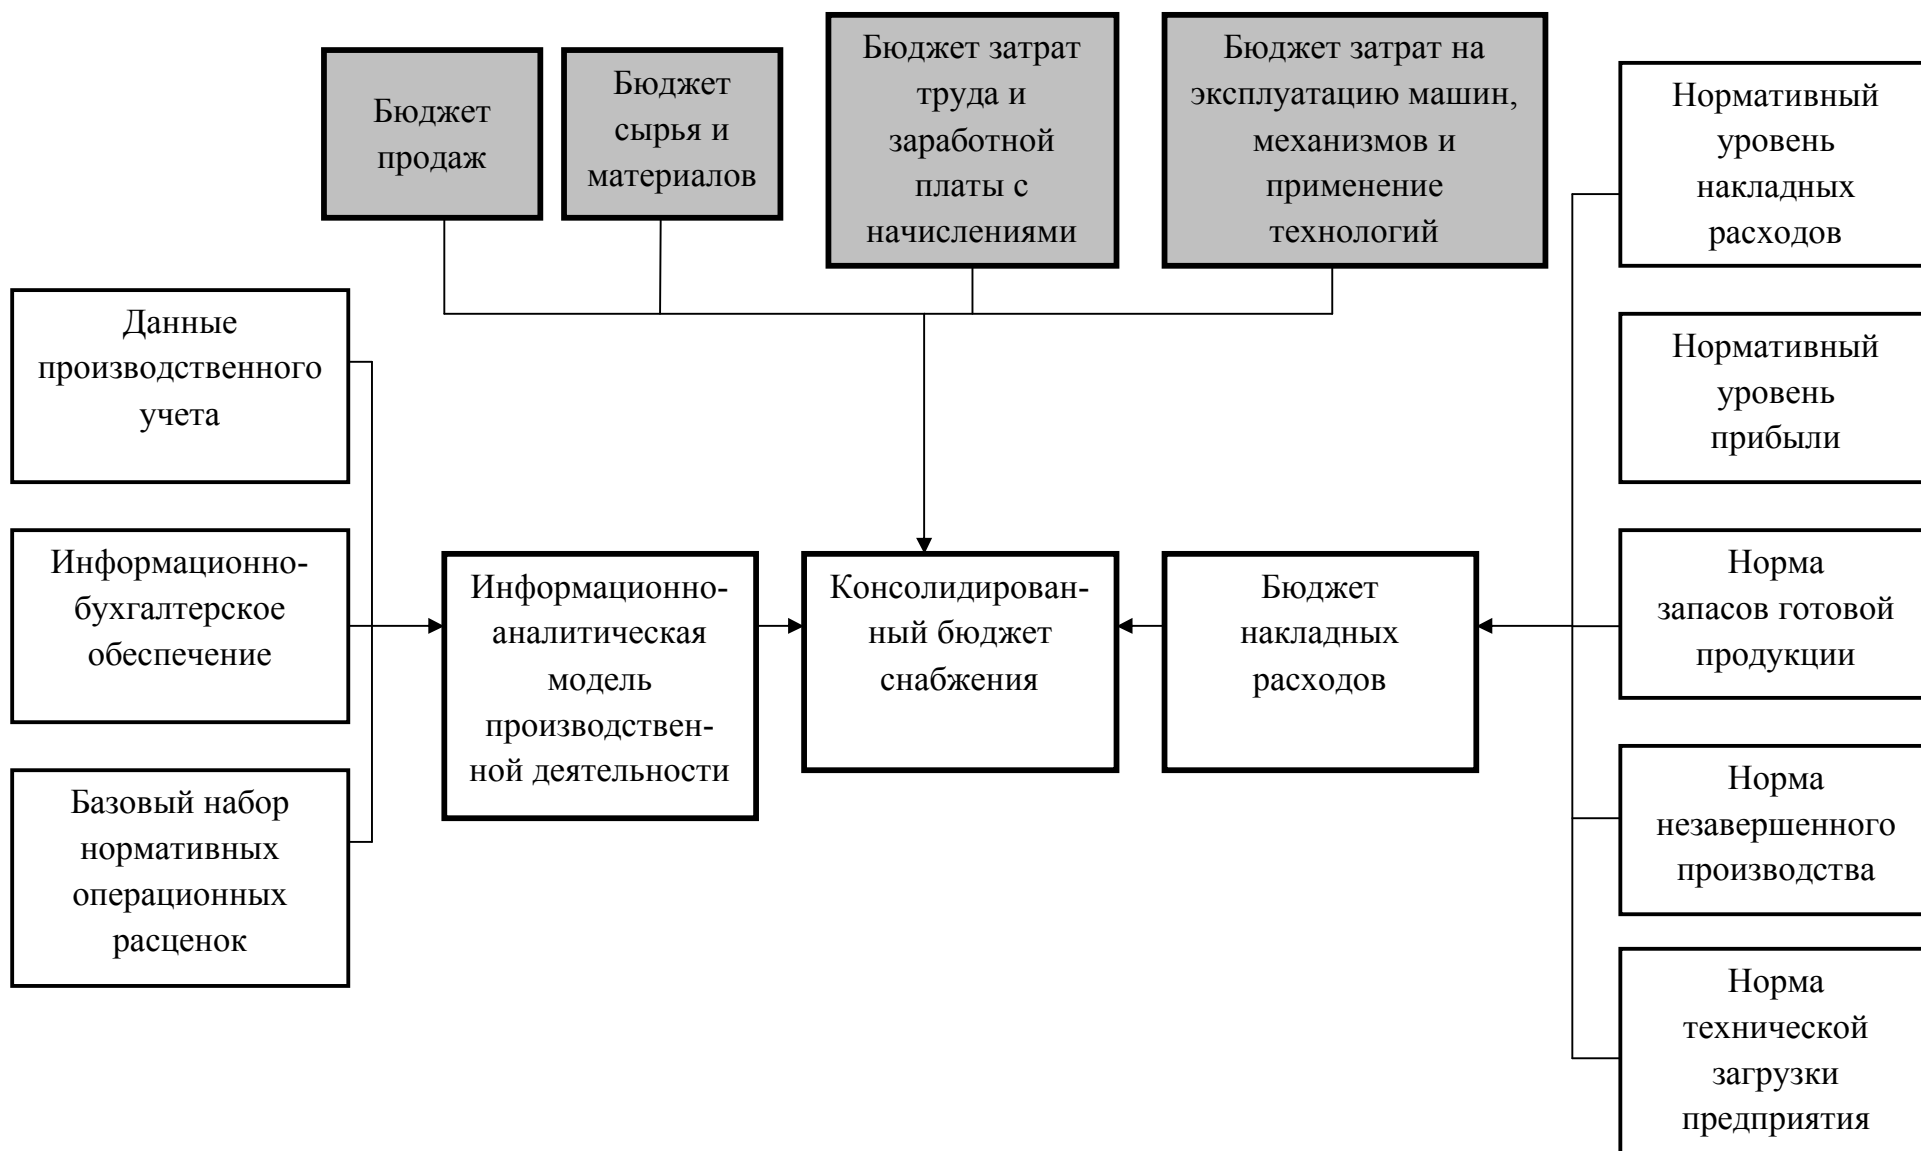 Бюджет
продаж
Бюджет
сырья и
материалов
Бюджет затрат
труда и
заработной
платы с
начислениями
Бюджет затрат на
эксплуатацию машин,
механизмов и
применение
технологий
Нормативный
уровень
накладных
расходов
Данные
производственного
учета
Нормативный
уровень
прибыли
Информационно-
бухгалтерское
обеспечение
Информационно-
аналитическая
модель
производствен-
ной деятельности
Консолидирован-
ный бюджет
снабжения
Бюджет
накладных
расходов
Норма
запасов готовой
продукции
Базовый набор
нормативных
операционных
расценок
Норма
незавершенного
производства
Норма
технической
загрузки
предприятия